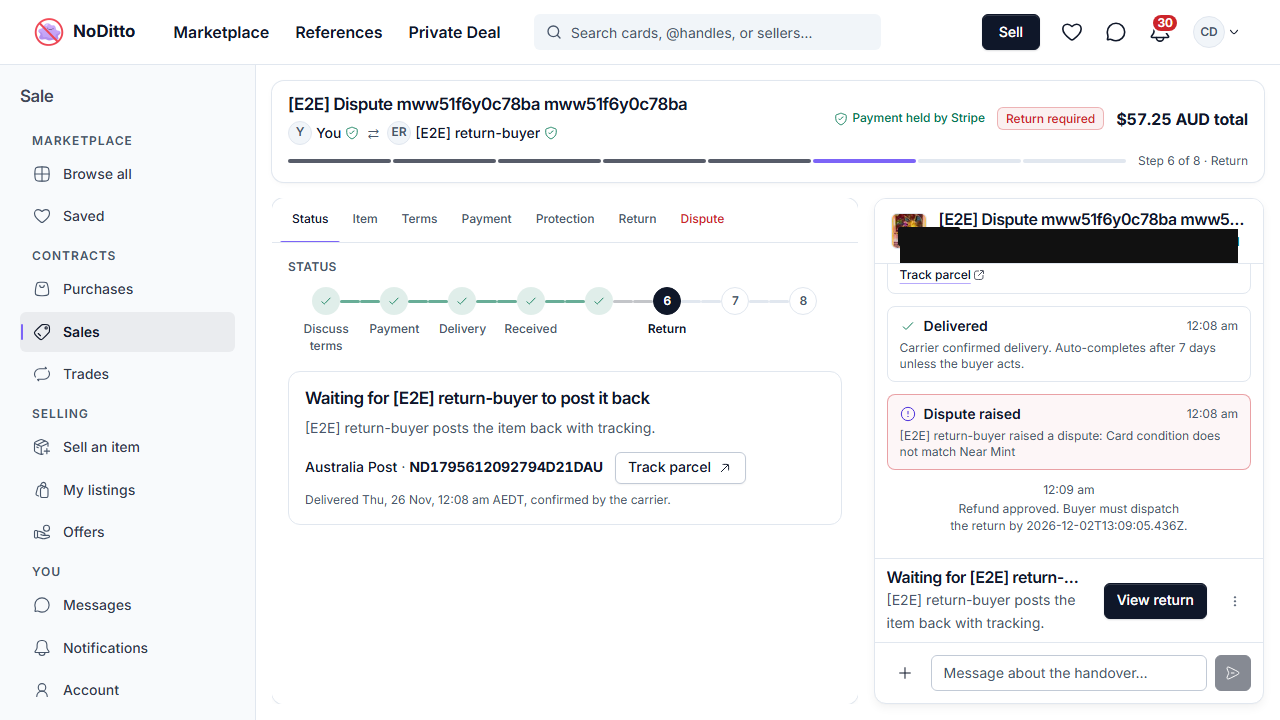 NoDitto
Marketplace
References
Private Deal
Search cards, @handles, or sellers...
Sell
30
CD
Sale
MARKETPLACE
Browse all
Saved
CONTRACTS
Purchases
Sales
Trades
SELLING
Sell an item
My listings
Offers
YOU
Messages
Notifications
Account
[E2E] Dispute mww51f6y0c78ba mww51f6y0c78ba
Y You ER [E2E] return-buyer
Payment held by Stripe
Return required
$57.25 AUD total
Step 6 of 8 · Return
Status
Item
Terms
Payment
Protection
Return
Dispute
STATUS
6
7
8
Discuss terms
Payment
Delivery
Received
Return
Waiting for [E2E] return-buyer to post it back
[E2E] return-buyer posts the item back with tracking.
Australia Post · ND1795612092794D21DAU
Track parcel
Delivered Thu, 26 Nov, 12:08 am AEDT, confirmed by the carrier.
[E2E] Dispute mww51f6y0c78ba mww5...
Track parcel
Delivered 12:08 am
Carrier confirmed delivery. Auto-completes after 7 days
unless the buyer acts.
Dispute raised 12:08 am
[E2E] return-buyer raised a dispute: Card condition does
not match Near Mint
12:09 am
Refund approved. Buyer must dispatch
the return by 2026-12-02T13:09:05.436Z.
Waiting for [E2E] return-...
[E2E] return-buyer posts the
item back with tracking.
View return
Message about the handover...